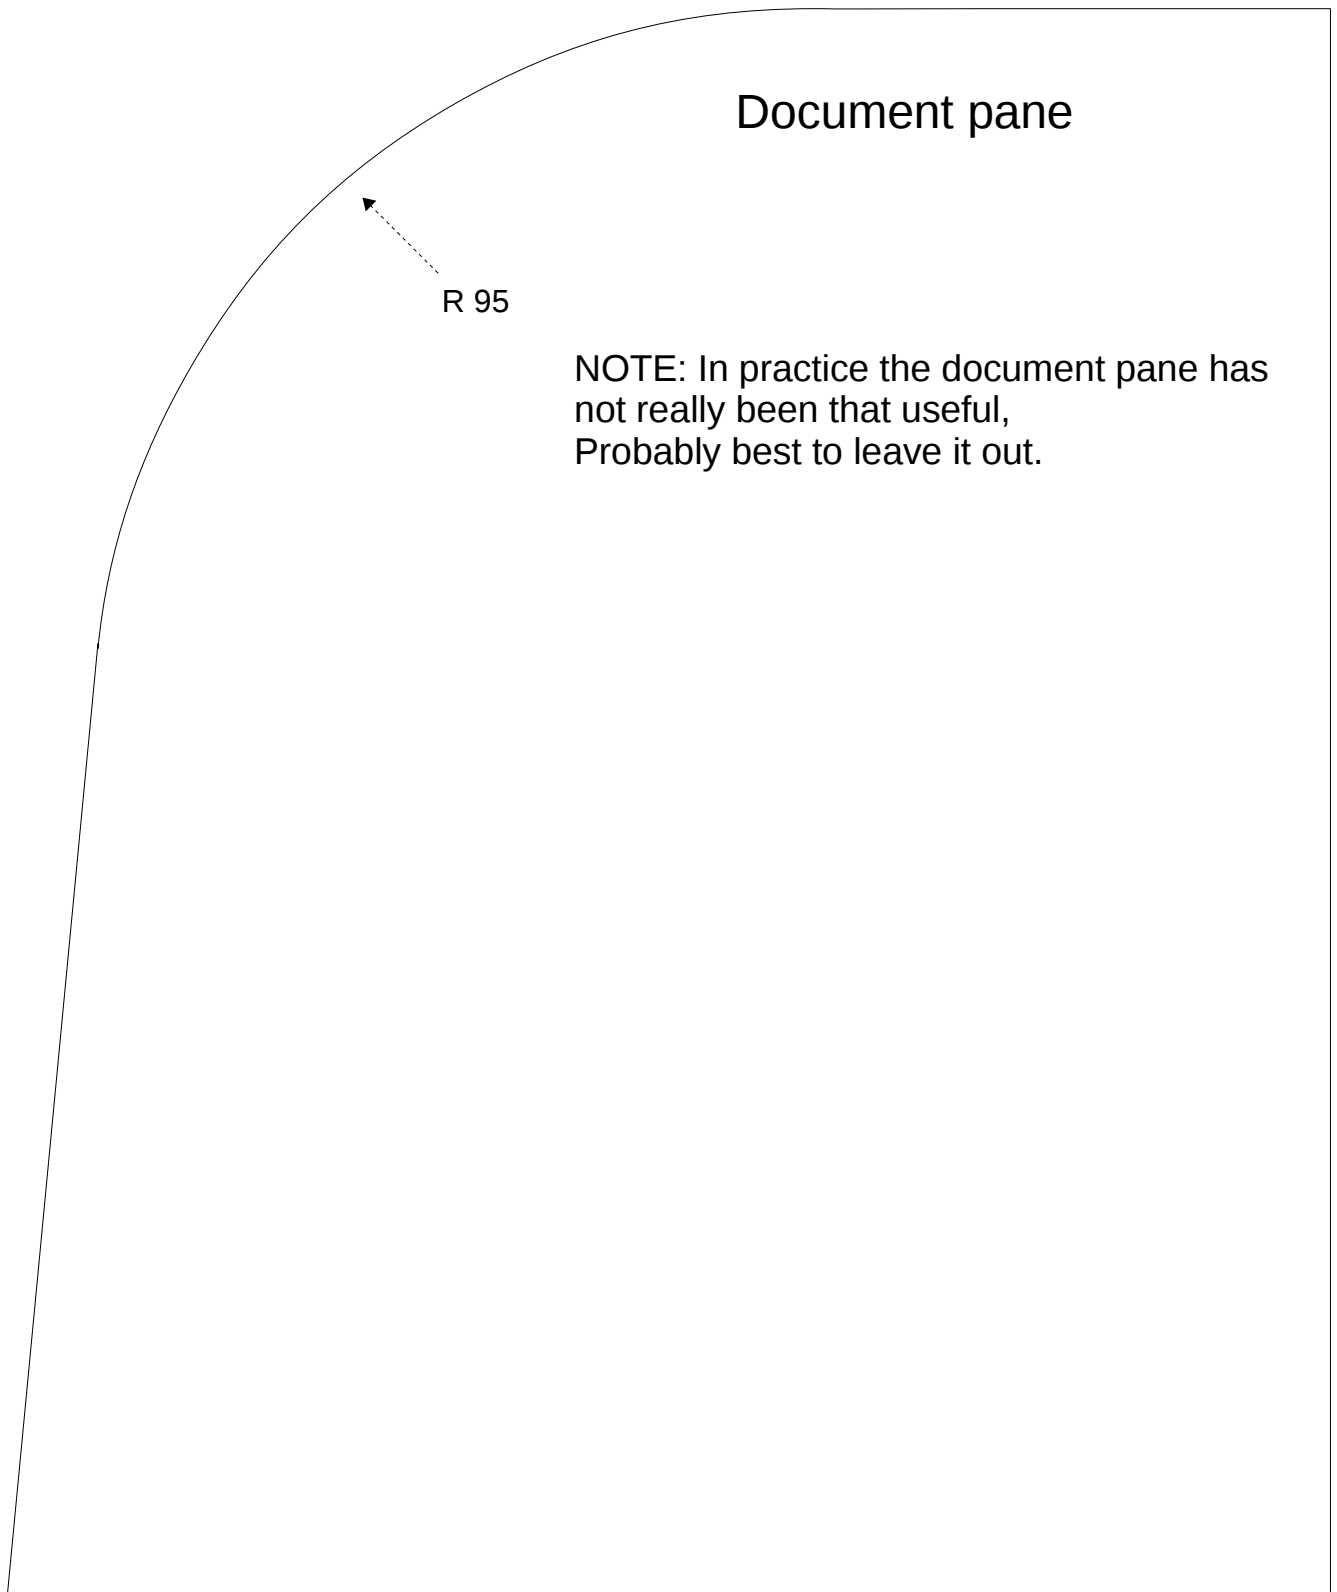 Document pane
R 95
NOTE: In practice the document pane has
not really been that useful,
Probably best to leave it out.